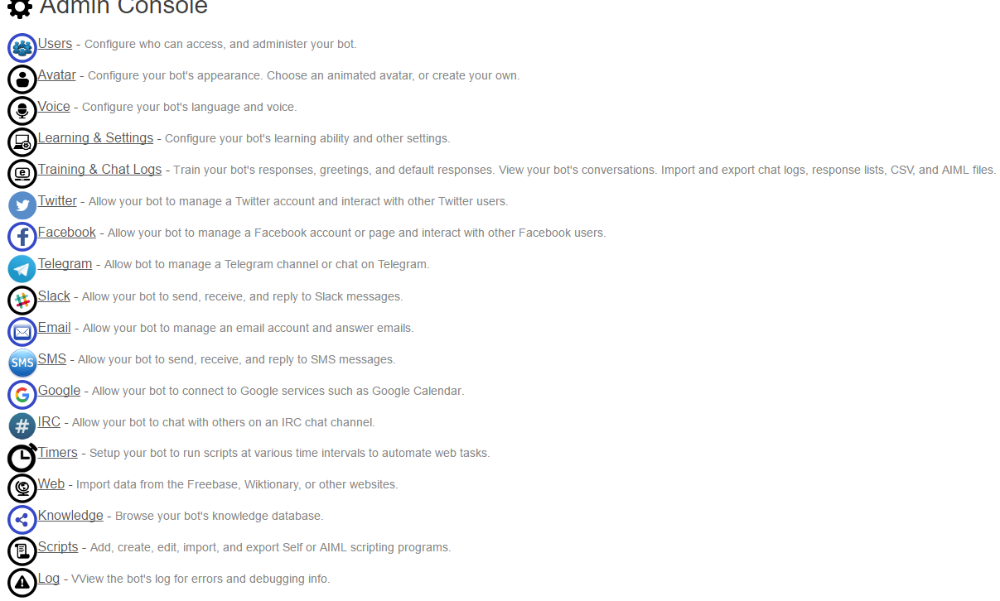 Admin Console
Users - Configure who can access, and administer your bot.
Avatar - Configure your bot's appearance. Choose an animated avatar, or create your own.
Voice - Configure your bot's language and voice.
Learning & Settings - Configure your bot's learning ability and other settings.
Training & Chat Logs - Train your bot's responses, greetings, and default responses. View your bot's conversations. Import and export chat logs, response lists, CSV, and AIML files.
Twitter - Allow your bot to manage a Twitter account and interact with other Twitter users.
Facebook - Allow your bot to manage a Facebook account or page and interact with other Facebook users.
Telegram - Allow bot to manage a Telegram channel or chat on Telegram.
Slack - Allow your bot to send, receive, and reply to Slack messages.
Email - Allow your bot to manage an email account and answer emails.
SMS SMS - Allow your bot to send, receive, and reply to SMS messages.
Google - Allow your bot to connect to Google services such as Google Calendar.
# IRC - Allow your bot to chat with others on an IRC chat channel.
Timers - Setup your bot to run scripts at various time intervals to automate web tasks.
Web - Import data from the Freebase, Wiktionary, or other websites.
Knowledge - Browse your bot's knowledge database.
Scripts - Add, create, edit, import, and export Self or AIML scripting programs.
Log - VView the bot's log for errors and debugging info.